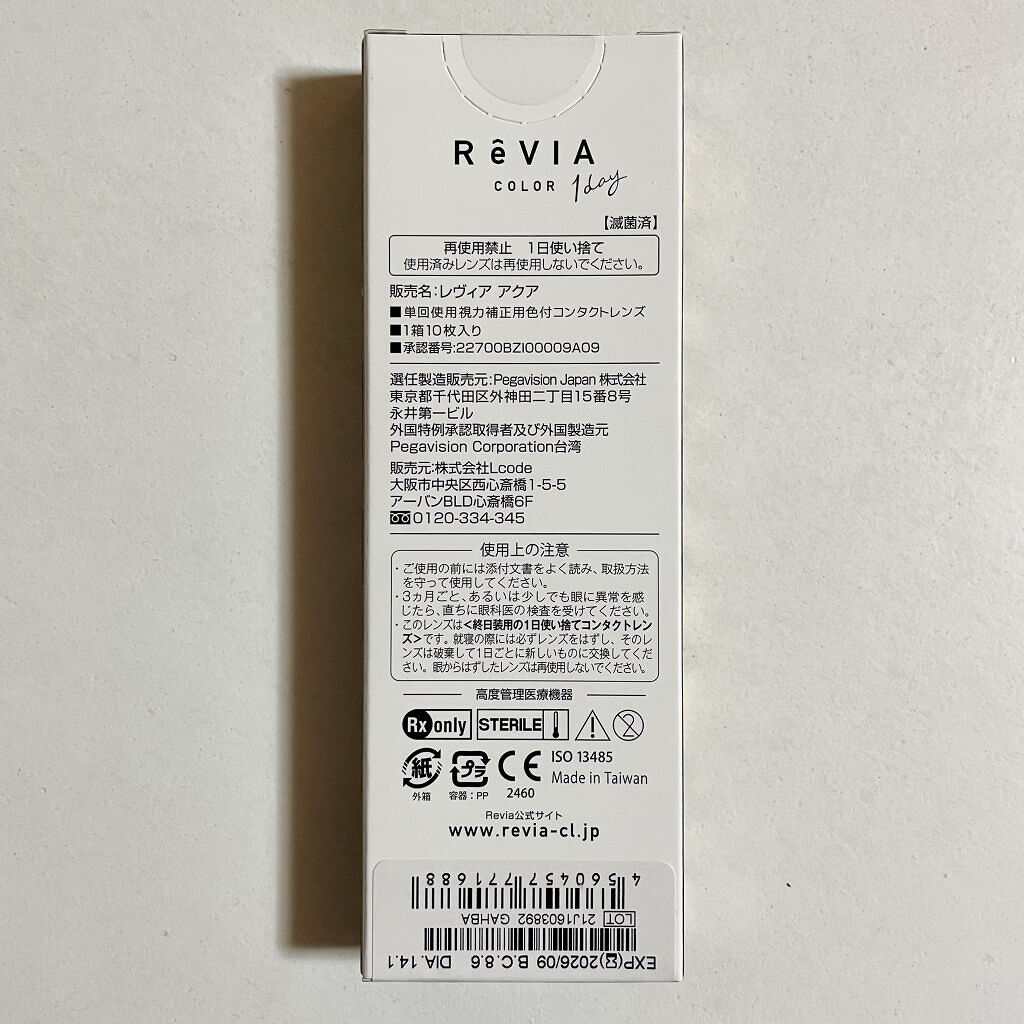 ReVIA
COLOR 1day
【滅菌済】
再使用禁止 1日使い捨て
使用済みレンズは再使用しないでください。
販売名:レヴィア アクア
■単回使用視力補正用色付コンタクトレンズ
■1箱10枚入り
■承認番号:22700BZI00009A09
選任製造販売元:Pegavision Japan 株式会社
東京都千代田区外神田二丁目15番8号
永井第一ビル
外国特例承認取得者及び外国製造元
Pegavision Corporation台湾
販売元:株式会社Lcode
大阪市中央区西心斎橋1-5-5
アーバンBLD心斎橋6F
0120-334-345
使用上の注意
・ご使用の前には添付文書をよく読み、取扱方法
を守って使用してください。
・3ヵ月ごと、あるいは少しでも眼に異常を感
じたら、直ちに眼科医の検査を受けてください。
・このレンズは<終日装用の1日使い捨てコンタクトレン
ズ>です。就寝の際には必ずレンズをはずし、そのレ
ンズは破棄して1日ごとに新しいものに交換してくだ
さい。眼からはずしたレンズは再使用しないでください。
高度管理医療機器
Rx only STERILE 2
紙 プラ CE ISO 13485
Made in Taiwan
外箱 容器:PP 2460
Revia公式サイト
www.revia-cl.jp
4 560457 771688
LOT 21J1603892 GAHBA
EXP(⌛)2026/09 B.C.8.6 DIA.14.1